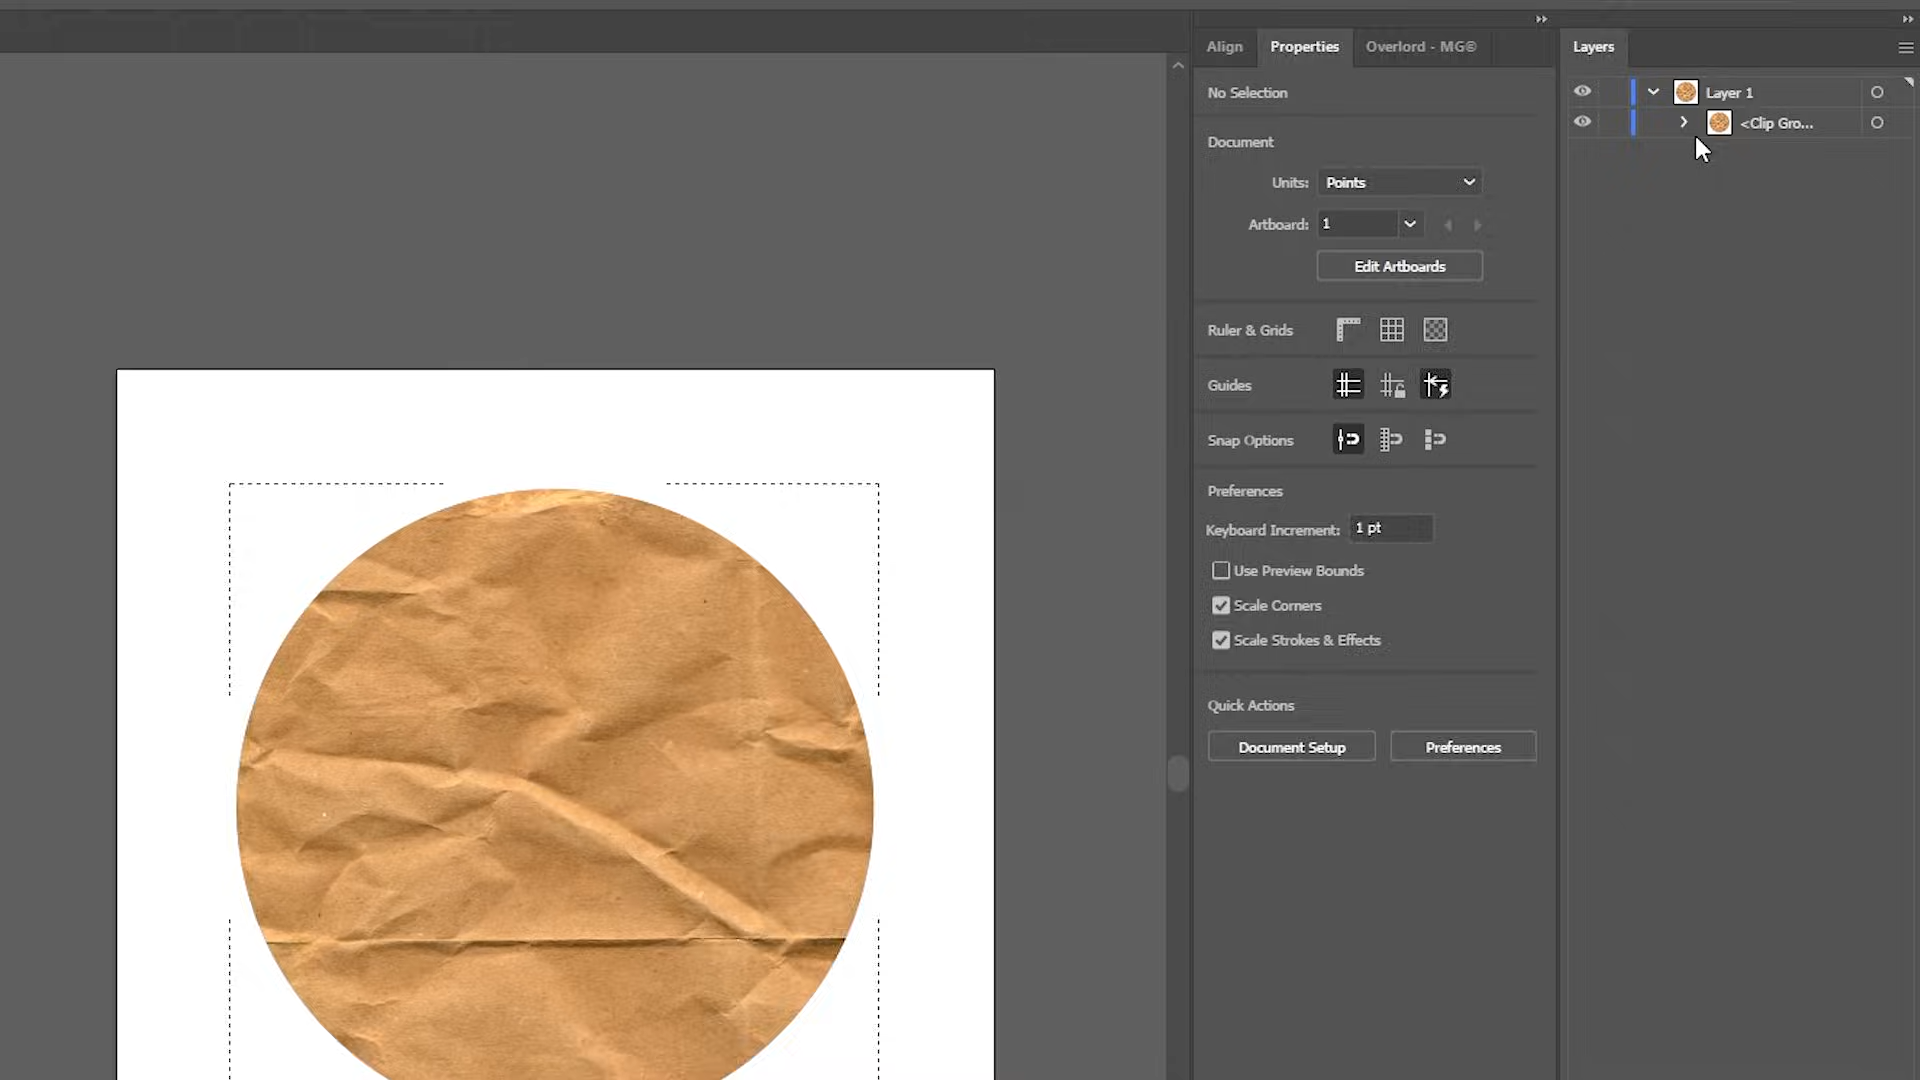 Align Properties Overlord - MG©
Layers
No Selection
Layer 1
<Clip Gro...
Document
Units: Points
Artboard: 1
Edit Artboards
Ruler & Grids
Guides
Snap Options
Preferences
Keyboard Increment: 1 pt
Use Preview Bounds
Scale Corners
Scale Strokes & Effects
Quick Actions
Document Setup Preferences